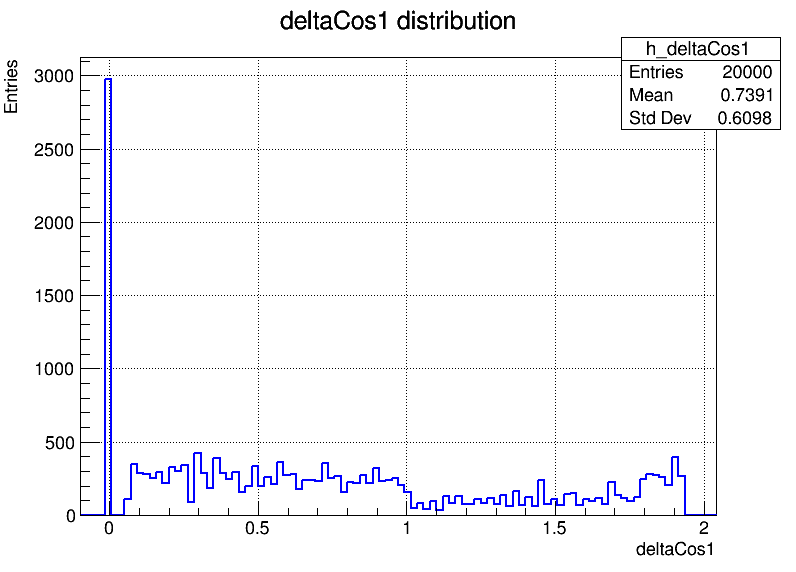 deltaCos1 distribution
h_deltaCos1
Entries 20000
Mean 0.7391
Std Dev 0.6098
Entries
3000
2500
2000
1500
1000
500
0
0 0.5 1 1.5 2
deltaCos1